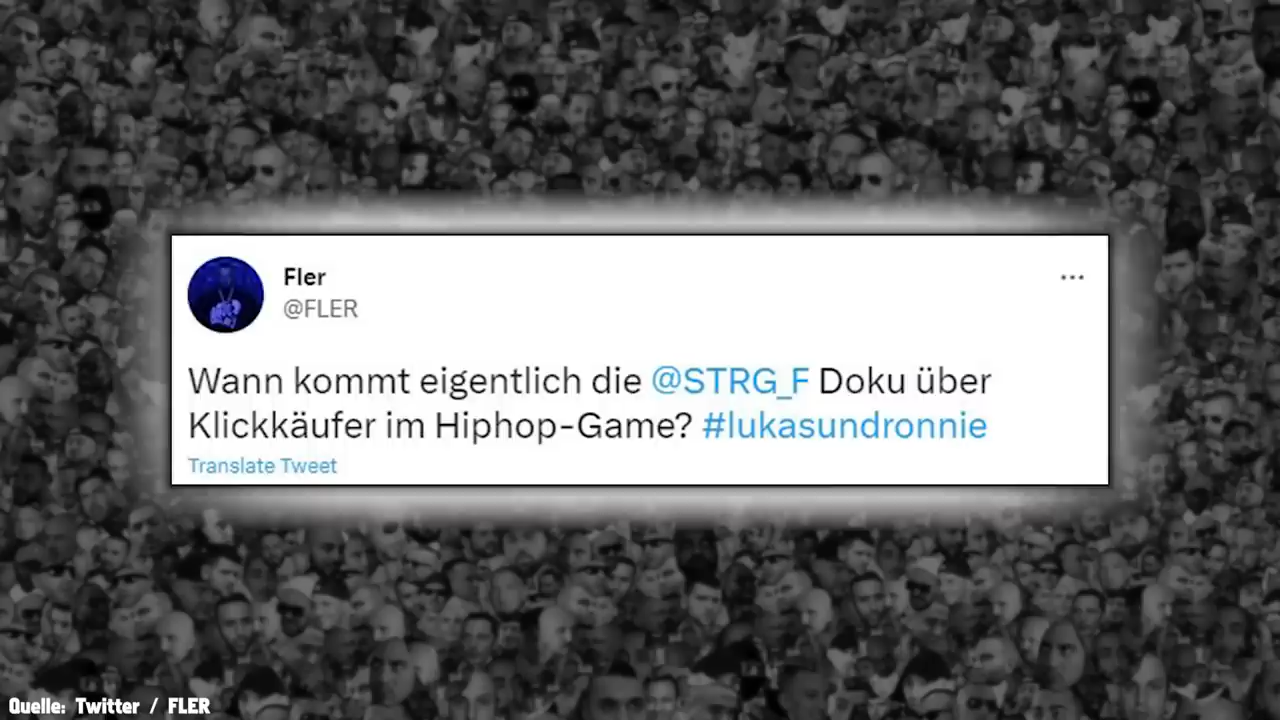 Fler
@FLER
Wann kommt eigentlich die @STRG_F Doku über
Klickkäufer im Hiphop-Game? #lukasundronnie
Translate Tweet
Quelle: Twitter / FLER